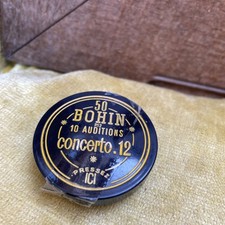 50
BOHIN
10 AUDITIONS
concerto.12
PRESSEZ
ICI